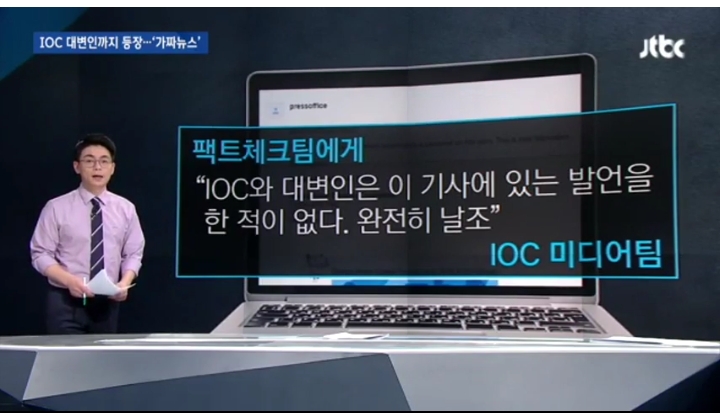 IOC 대변인까지 등장…'가짜뉴스'
jtbc
pressoffice
팩트체크팀에게
“IOC와 대변인은 이 기사에 있는 발언을
한 적이 없다. 완전히 날조”
IOC 미디어팀